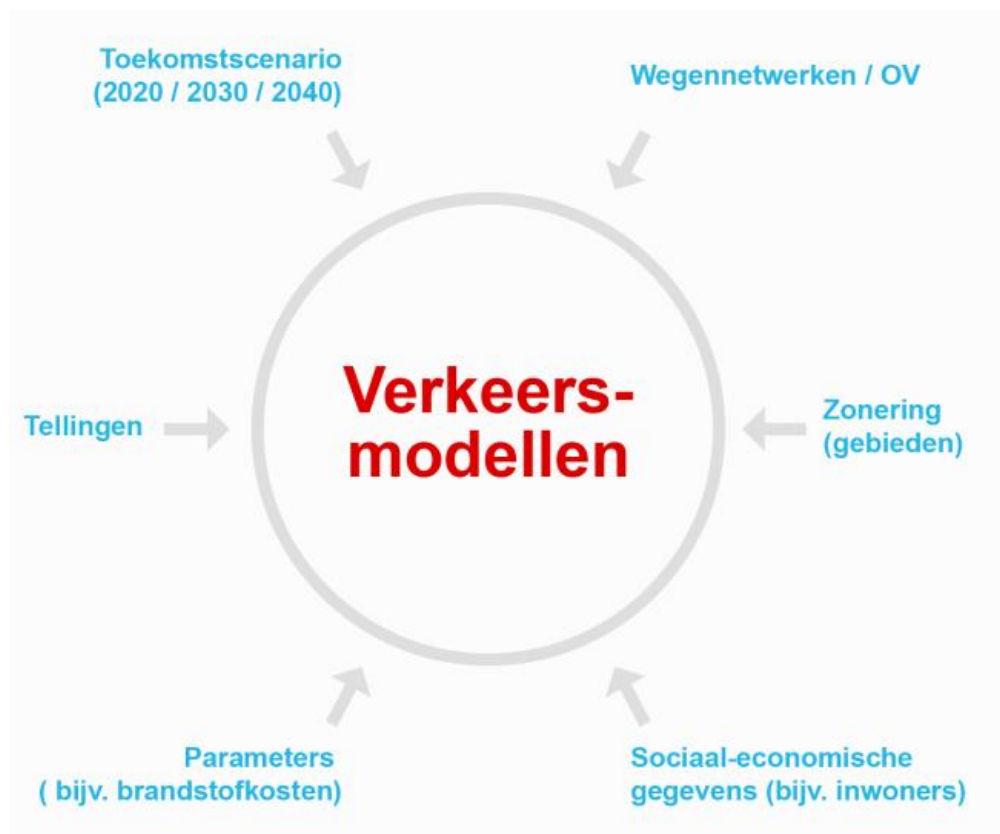 Toekomstscenario
(2020 / 2030 / 2040)
Wegennetwerken / OV
Tellingen
Verkeers-
modellen
Zonering
(gebieden)
Parameters
( bijv. brandstofkosten)
Sociaal-economische
gegevens (bijv. inwoners)